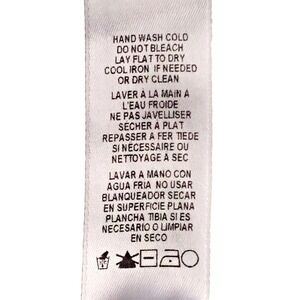 HAND WASH COLD
DO NOT BLEACH
LAY FLAT TO DRY
COOL IRON IF NEEDED
OR DRY CLEAN
LAVER À LA MAIN A
L'EAU FROIDE
NE PAS JAVELLISER
SECHER À PLAT
REPASSER A FER TIEDE
SI NÉCESSAIRE OU
NETTOYAGE À SEC
LAVAR A MANO CON
AGUA FRIA NO USAR
BLANQUEADOR SECAR
EN SUPERFICIE PLANA
PLANCHA TIBIA SI ES
NECESARIO O LIMPIAR
EN SECO